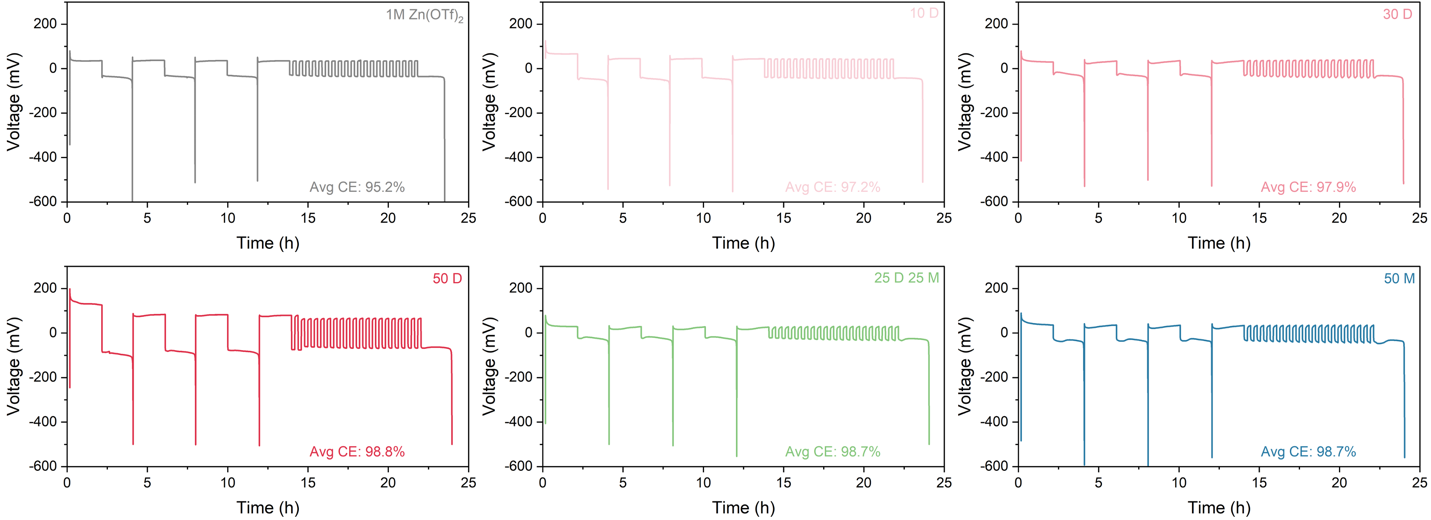 1M Zn(OTf)2
Voltage (mV)
200
0
-200
-400
-600
Avg CE: 95.2%
0 5 10 15 20 25
Time (h)
10 D
Voltage (mV)
200
0
-200
-400
-600
Avg CE: 97.2%
0 5 10 15 20 25
Time (h)
30 D
Voltage (mV)
200
0
-200
-400
-600
Avg CE: 97.9%
0 5 10 15 20 25
Time (h)
50 D
Voltage (mV)
200
0
-200
-400
-600
Avg CE: 98.8%
0 5 10 15 20 25
Time (h)
25 D 25 M
Voltage (mV)
200
0
-200
-400
-600
Avg CE: 98.7%
0 5 10 15 20 25
Time (h)
50 M
Voltage (mV)
200
0
-200
-400
-600
Avg CE: 98.7%
0 5 10 15 20 25
Time (h)